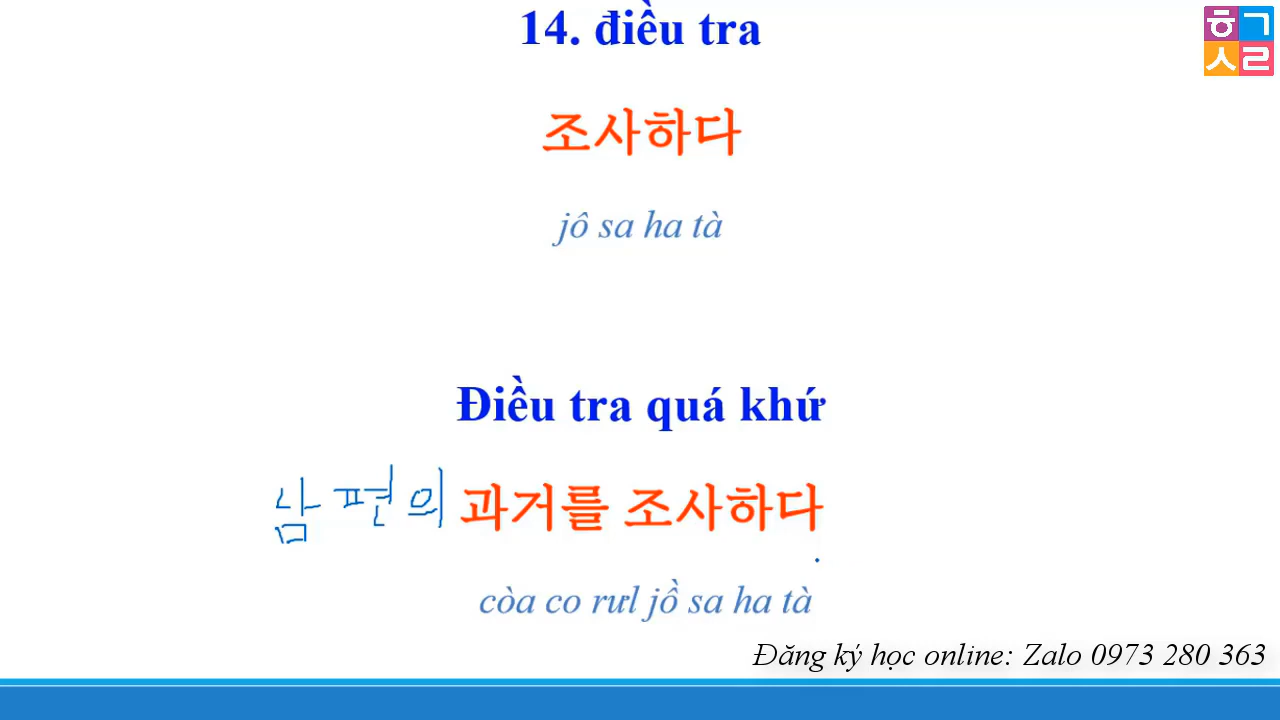 ㅎㄱ
ㅅㄹ
14. điều tra
조사하다
jô sa ha tà
Điều tra quá khứ
남편의 과거를 조사하다
còa co rưl jồ sa ha tà
Đăng ký học online: Zalo 0973 280 363